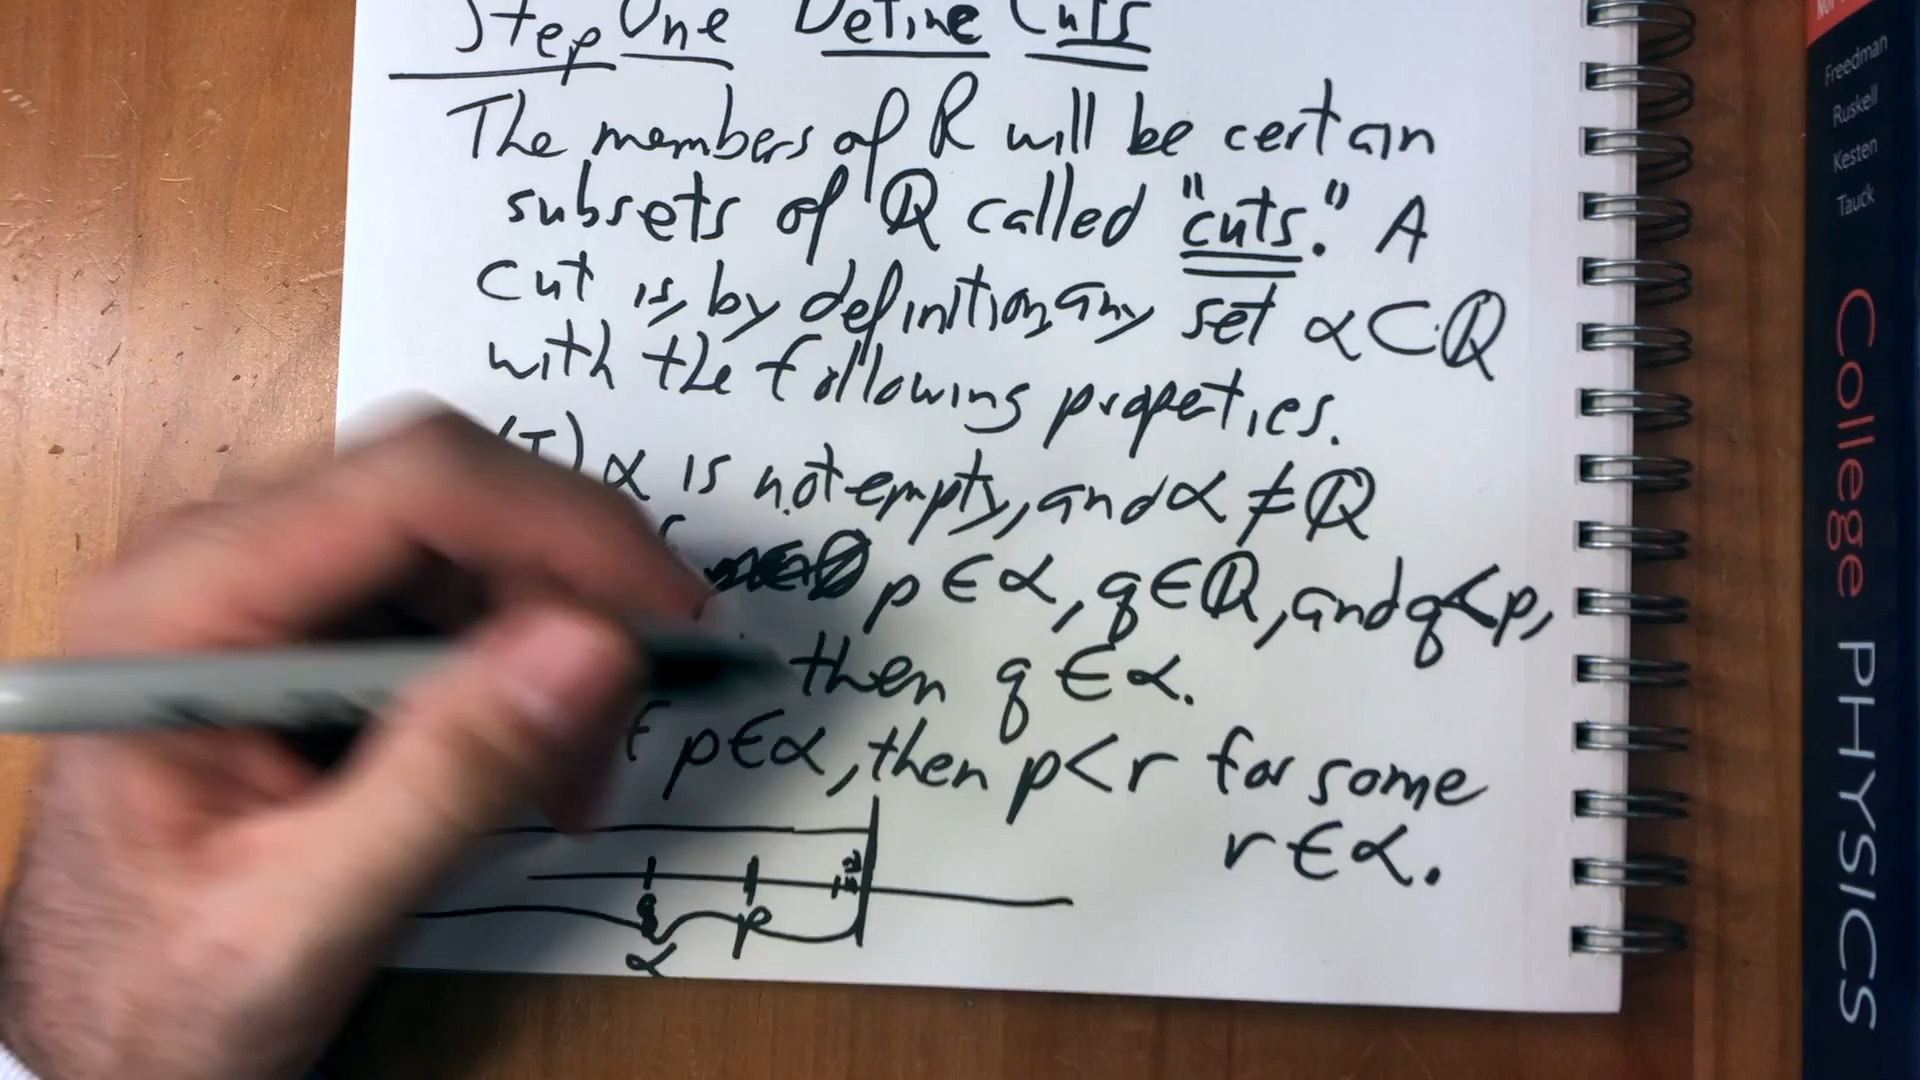 Step One Define Cuts
The members of R will be certan
subsets of Q called "cuts." A
cut is, by definition, any set α ⊂ ℚ
with the following properties.
(I) α is not empty, and α ≠ ℚ
p ∈ α, q ∈ ℚ, and q < p,
then q ∈ α.
p ∈ α, then p < r for some
r ∈ α.
q p
α
Freedman
Ruskell
Kesten
Tauck
College PHYSICS